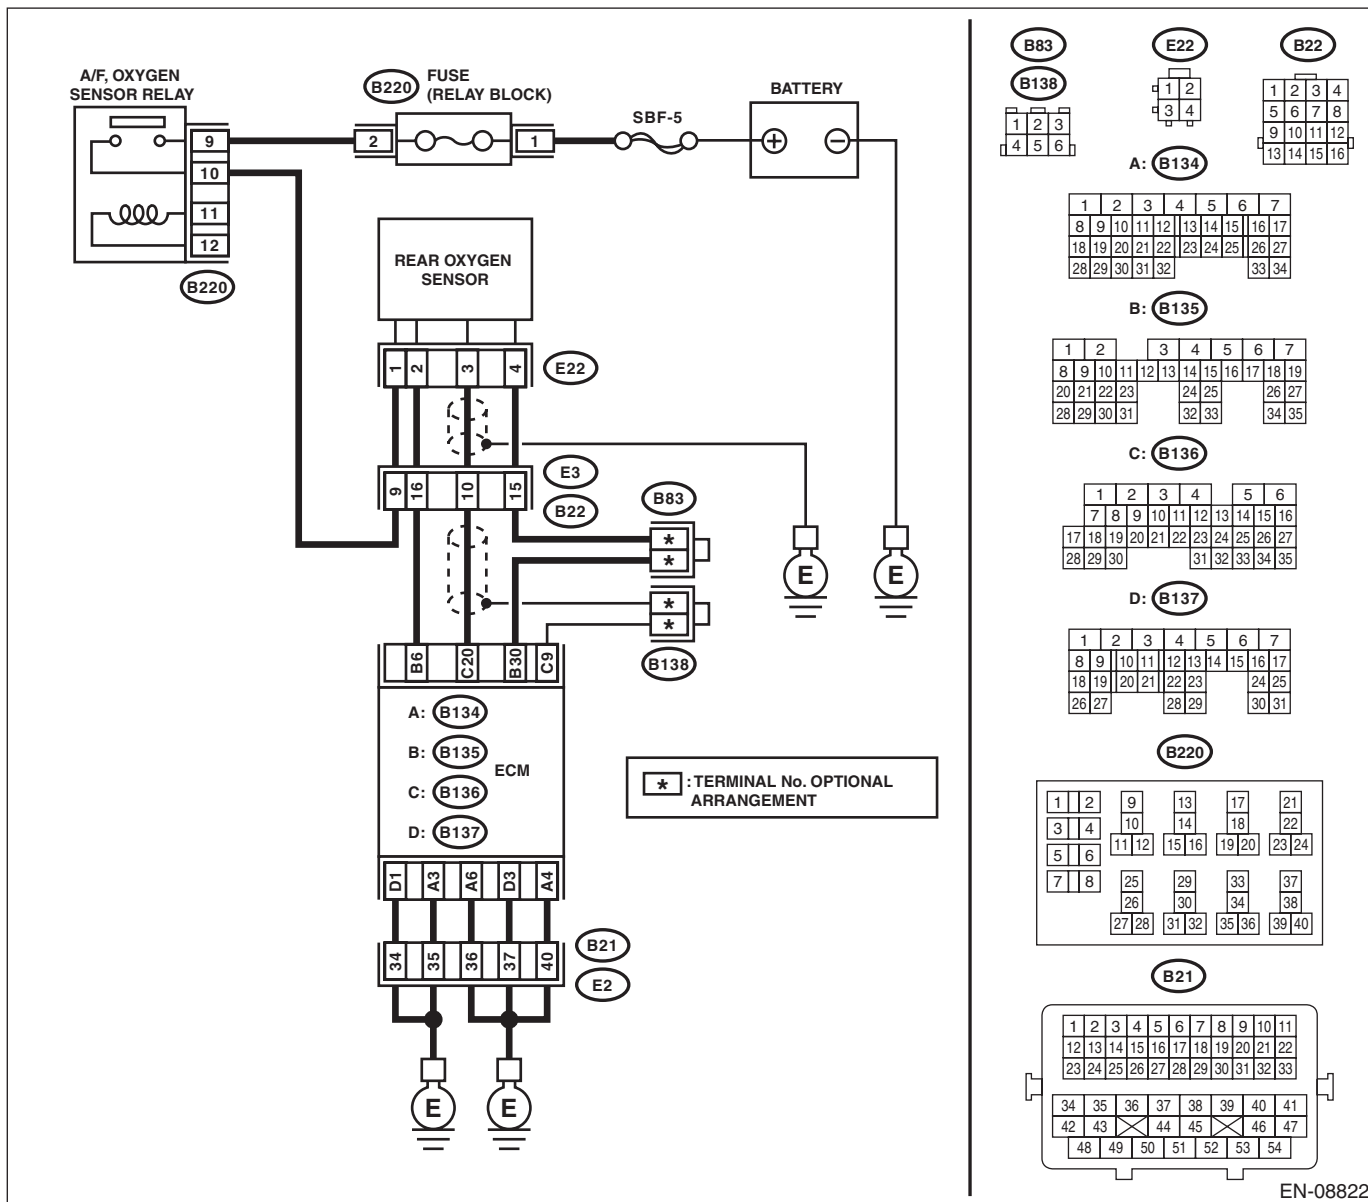 A/F, OXYGEN
SENSOR RELAY
9
10
11
12
B220
B220
FUSE
(RELAY BLOCK)
2
1
SBF-5
BATTERY
+
−
REAR OXYGEN
SENSOR
1 2 3 4
E22
9 16 10 15
E3
B22
B83
*
*
*
*
B138
E
E
B6 C20 B30 C9
A: B134
B: B135
C: B136
D: B137
ECM
* : TERMINAL No. OPTIONAL
ARRANGEMENT
D1 A3 A6 D3 A4
34 35 36 37 40
B21
E2
E
E
B83
B138
1 2 3
4 5 6
E22
1 2
3 4
B22
1 2 3 4
5 6 7 8
9 10 11 12
13 14 15 16
A: B134
1 2 3 4 5 6 7
8 9 10 11 12 13 14 15 16 17
18 19 20 21 22 23 24 25 26 27
28 29 30 31 32 33 34
B: B135
1 2 3 4 5 6 7
8 9 10 11 12 13 14 15 16 17 18 19
20 21 22 23 24 25 26 27
28 29 30 31 32 33 34 35
C: B136
1 2 3 4 5 6
7 8 9 10 11 12 13 14 15 16
17 18 19 20 21 22 23 24 25 26 27
28 29 30 31 32 33 34 35
D: B137
1 2 3 4 5 6 7
8 9 10 11 12 13 14 15 16 17
18 19 20 21 22 23 24 25
26 27 28 29 30 31
B220
1 2 9 13 17 21
3 4 10 14 18 22
5 6 11 12 15 16 19 20 23 24
7 8 25 29 33 37
26 30 34 38
27 28 31 32 35 36 39 40
B21
1 2 3 4 5 6 7 8 9 10 11
12 13 14 15 16 17 18 19 20 21 22
23 24 25 26 27 28 29 30 31 32 33
34 35 36 37 38 39 40 41
42 43 44 45 46 47
48 49 50 51 52 53 54
EN-08822